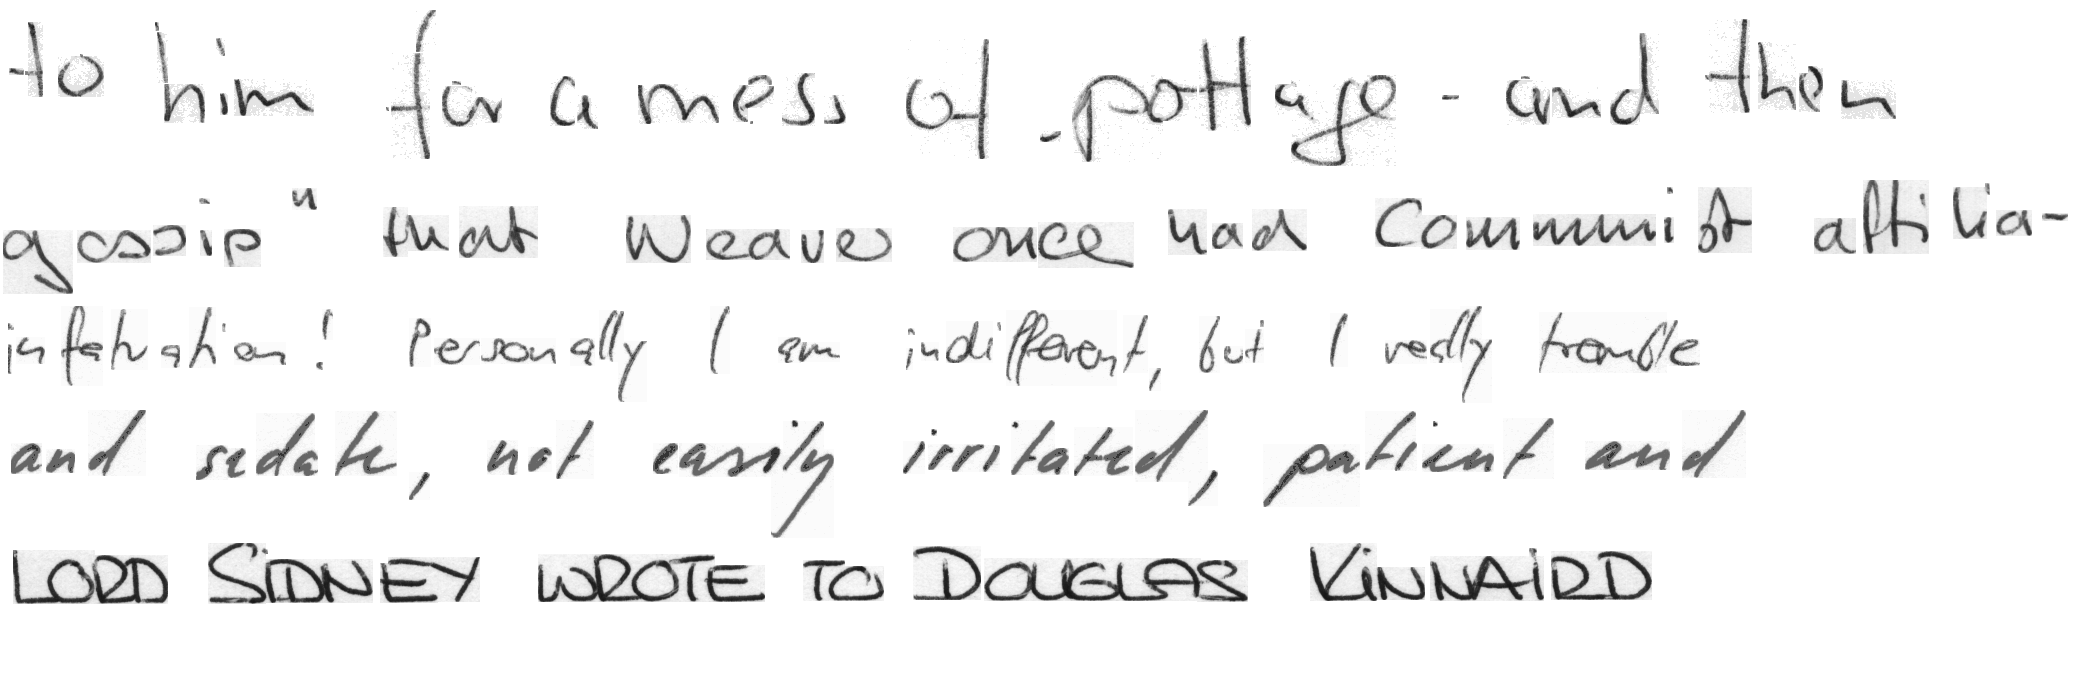 to him for a mess of -pottage - and then
gossip" that Weaver once had Communist affilia-
infatuation! Personally I am indifferent, but I really tremble
and sedate, not easily irritated, patient and
LORD SIDNEY WROTE TO DOUGLAS KINNAIRD